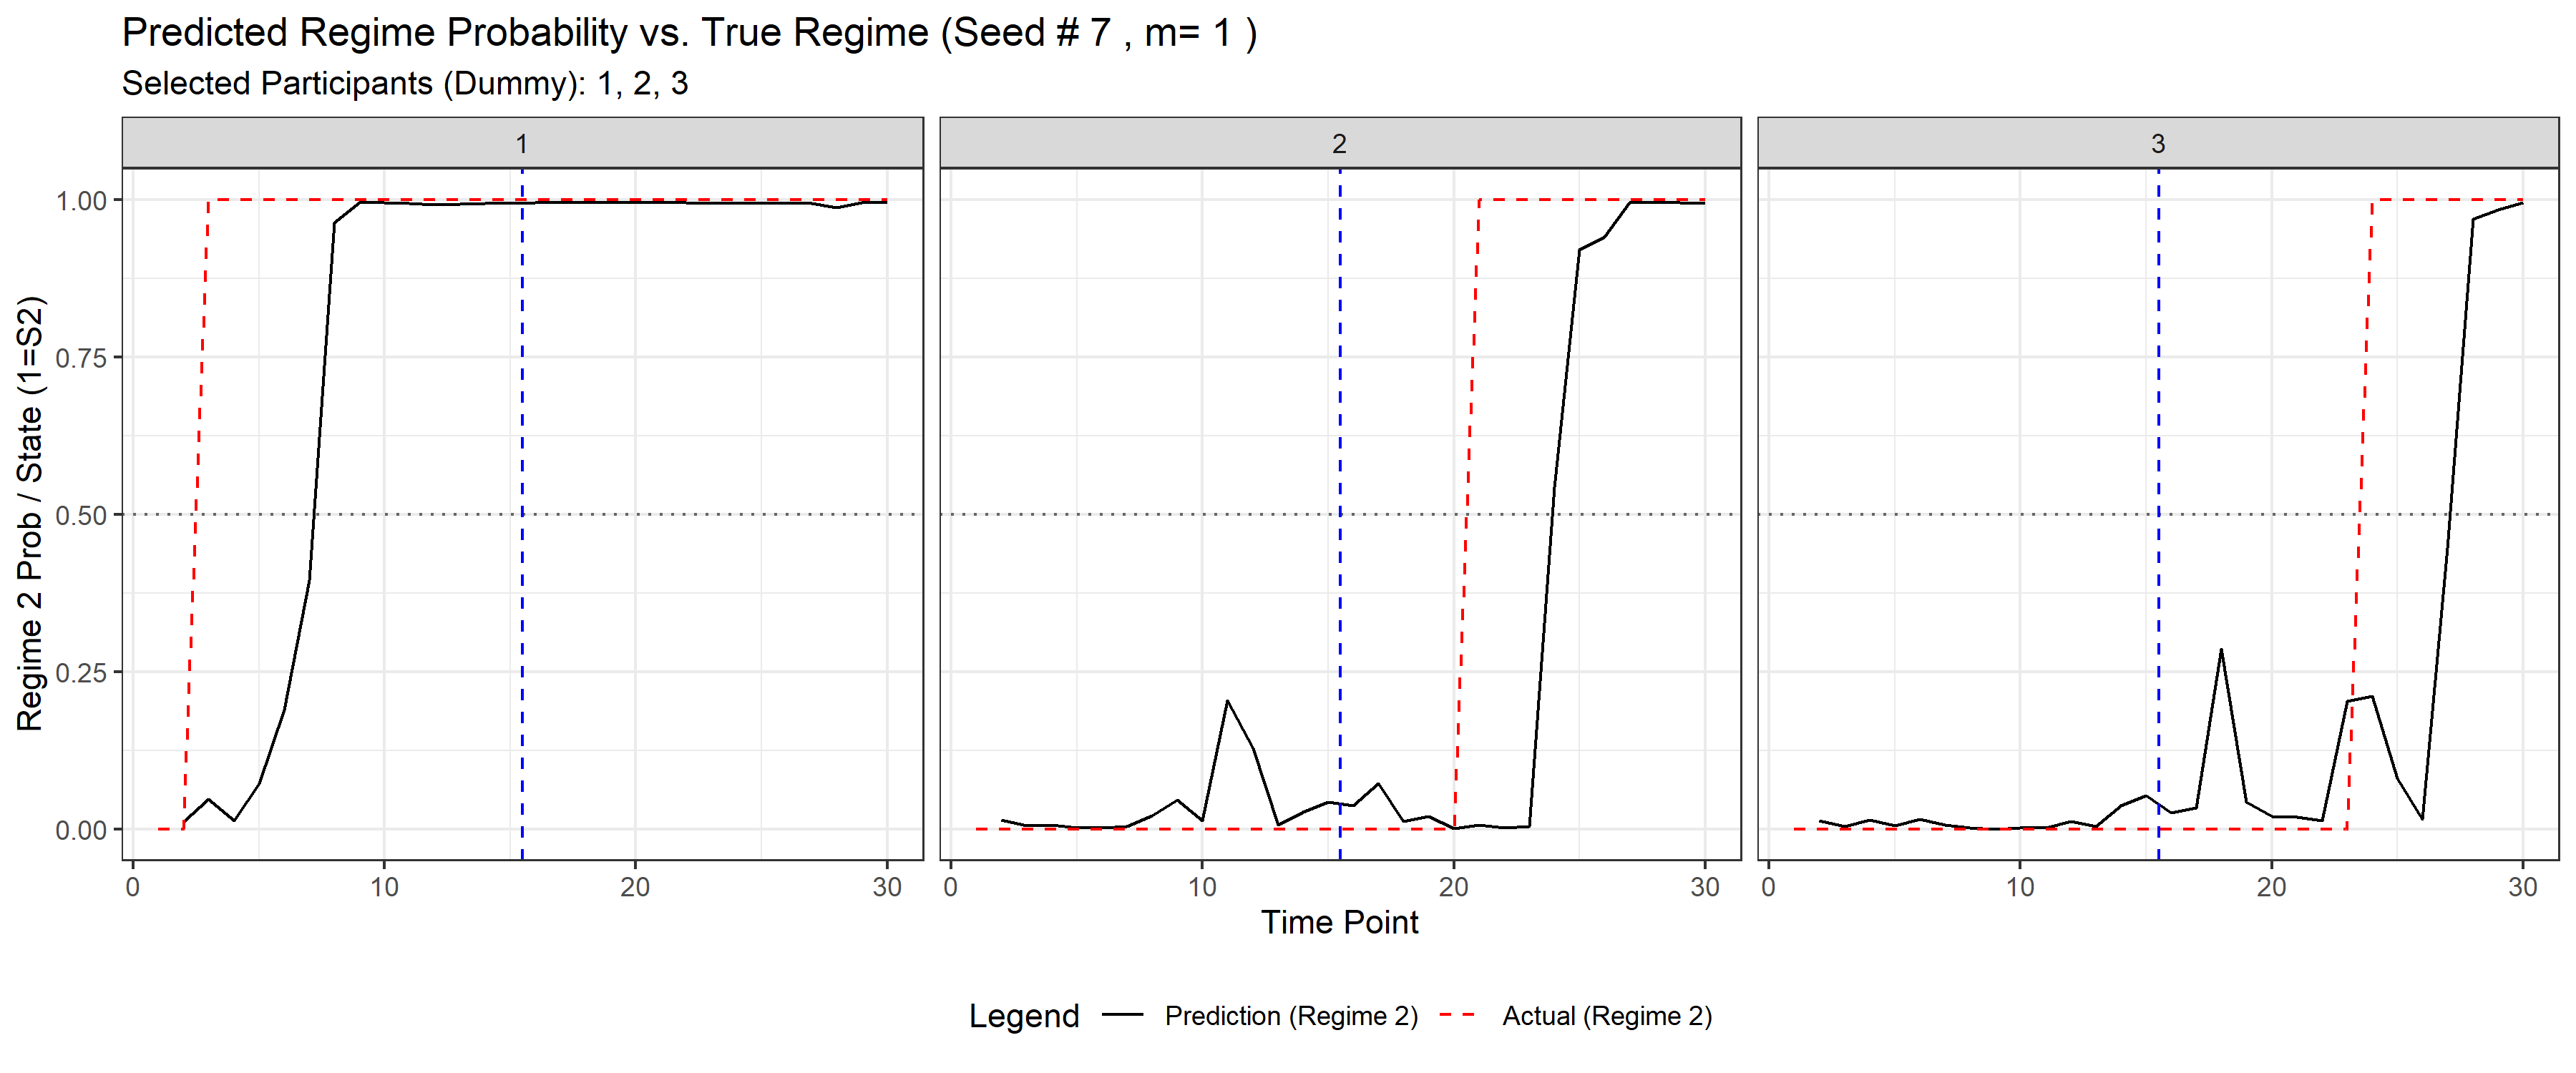 Predicted Regime Probability vs. True Regime (Seed # 7 , m= 1 )
Selected Participants (Dummy): 1, 2, 3
1
2
3
Regime 2 Prob / State (1=S2)
1.00
0.75
0.50
0.25
0.00
0 10 20 30
0 10 20 30
0 10 20 30
Time Point
Legend Prediction (Regime 2) Actual (Regime 2)